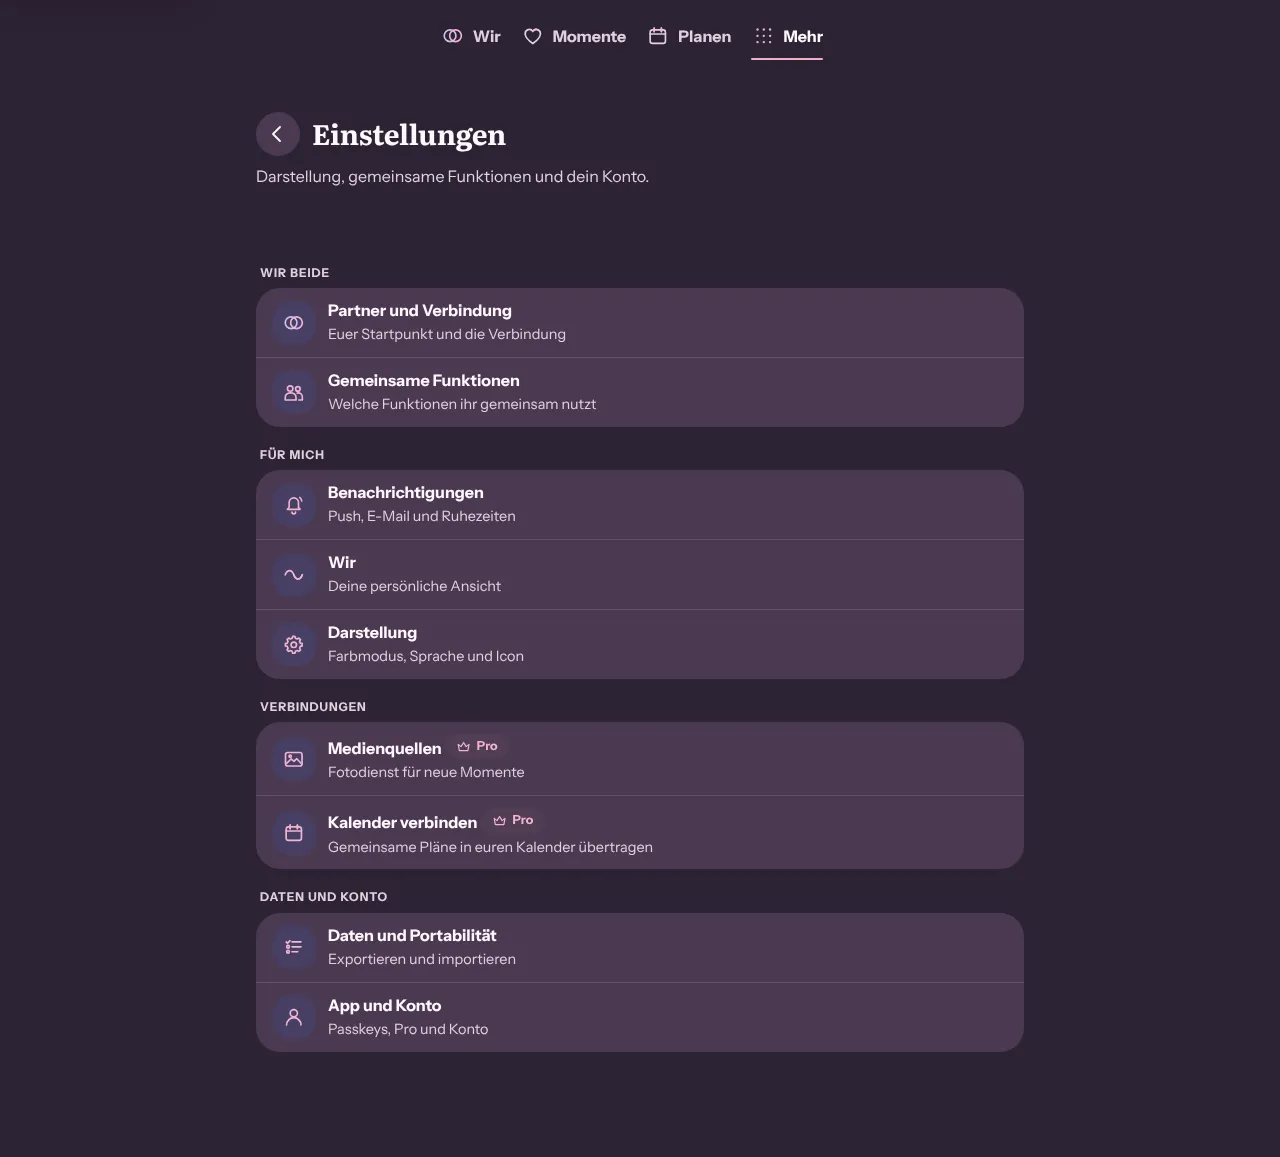 Wir Momente Planen Mehr
Einstellungen
Darstellung, gemeinsame Funktionen und dein Konto.
WIR BEIDE
Partner und Verbindung
Euer Startpunkt und die Verbindung
Gemeinsame Funktionen
Welche Funktionen ihr gemeinsam nutzt
FÜR MICH
Benachrichtigungen
Push, E-Mail und Ruhezeiten
Wir
Deine persönliche Ansicht
Darstellung
Farbmodus, Sprache und Icon
VERBINDUNGEN
Medienquellen Pro
Fotodienst für neue Momente
Kalender verbinden Pro
Gemeinsame Pläne in euren Kalender übertragen
DATEN UND KONTO
Daten und Portabilität
Exportieren und importieren
App und Konto
Passkeys, Pro und Konto